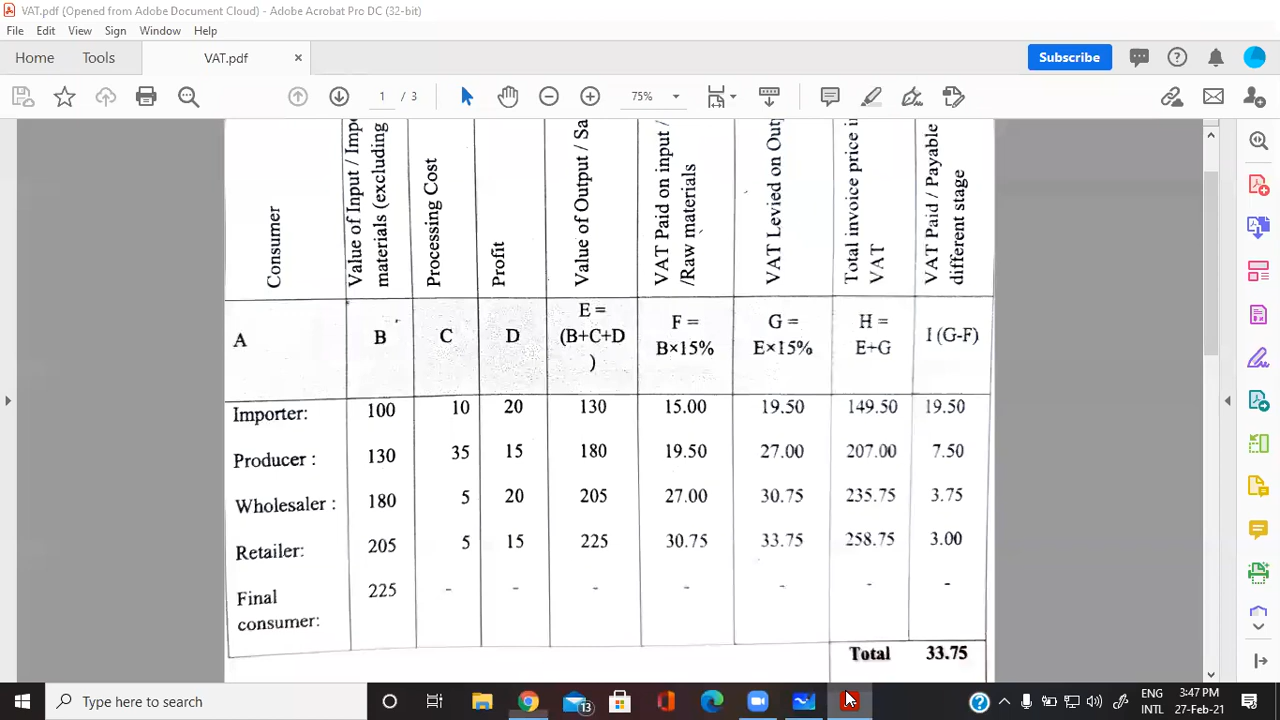 VAT.pdf (Opened from Adobe Document Cloud) - Adobe Acrobat Pro DC (32-bit)
File Edit View Sign Window Help
Home Tools VAT.pdf × Subscribe
1 / 3 75%
Consumer
Value of Input /
materials (excluding
Processing Cost
Profit
Value of Output /
VAT Paid on input /
/Raw materials
VAT Levied on
Total invoice price
VAT
VAT Paid / Payable
different stage
A B C D E = (B+C+D) F = B×15% G = E×15% H = E+G I (G-F)
Importer: 100 10 20 130 15.00 19.50 149.50 19.50
Producer : 130 35 15 180 19.50 27.00 207.00 7.50
Wholesaler : 180 5 20 205 27.00 30.75 235.75 3.75
Retailer: 205 5 15 225 30.75 33.75 258.75 3.00
Final consumer: 225 - - - - - - -
Total 33.75
Type here to search 13 ENG INTL 3:47 PM 27-Feb-21